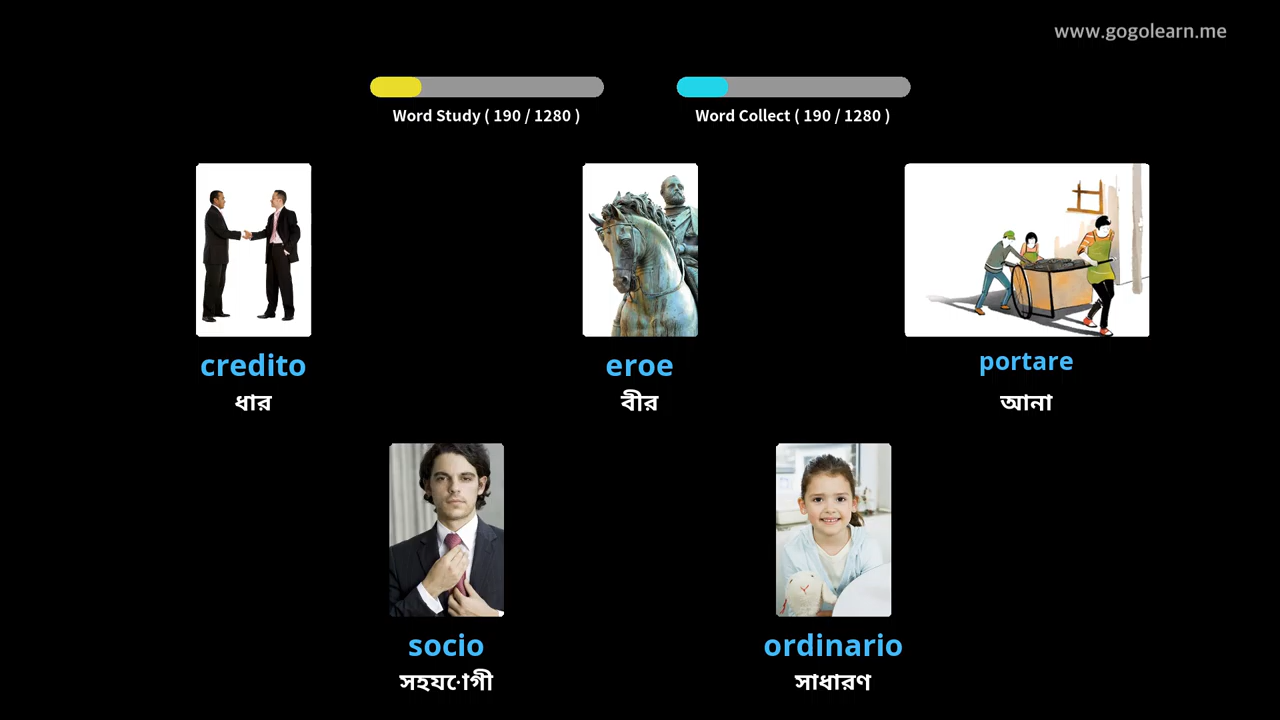 www.gogolearn.me
Word Study ( 190 / 1280 )
Word Collect ( 190 / 1280 )
credito
ধার
eroe
বীর
portare
আনা
socio
সহযোগী
ordinario
সাধারণ